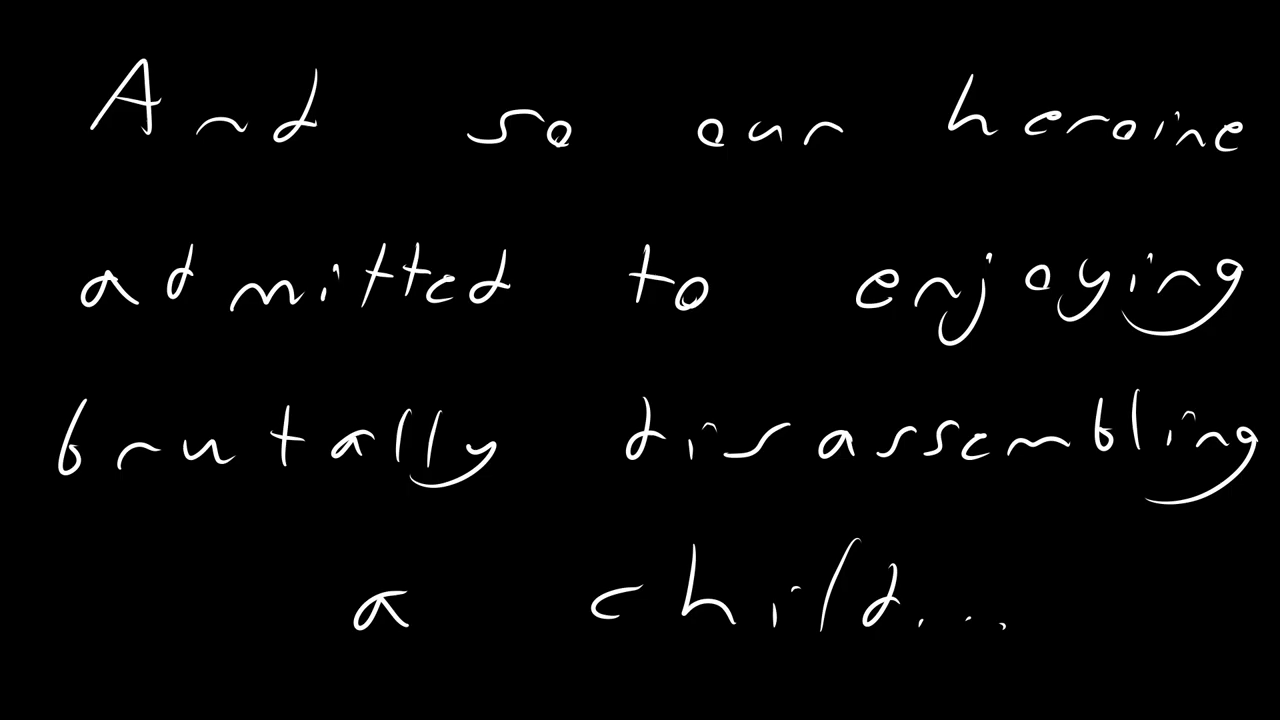 And so our heroine
admitted to enjoying
brutally disassembling
a child...